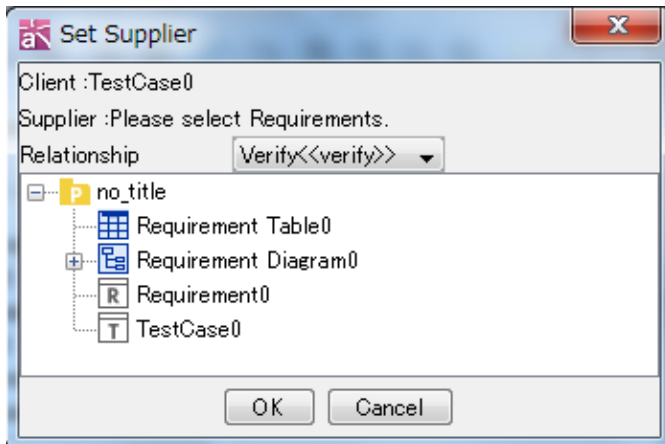 Set Supplier
Client :TestCase0
Supplier :Please select Requirements.
Relationship Verify<<verify>>
no_title
Requirement Table0
Requirement Diagram0
Requirement0
TestCase0
OK Cancel